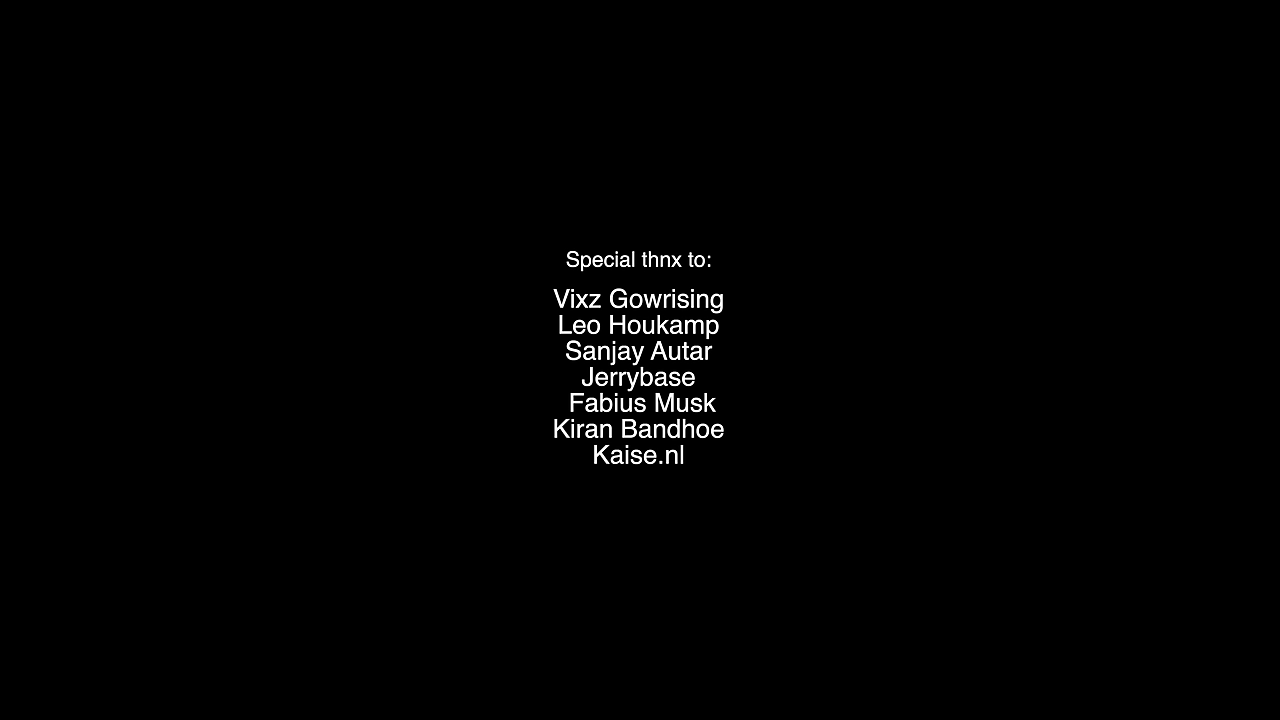 Special thnx to:
Vixz Gowrising
Leo Houkamp
Sanjay Autar
Jerrybase
Fabius Musk
Kiran Bandhoe
Kaise.nl